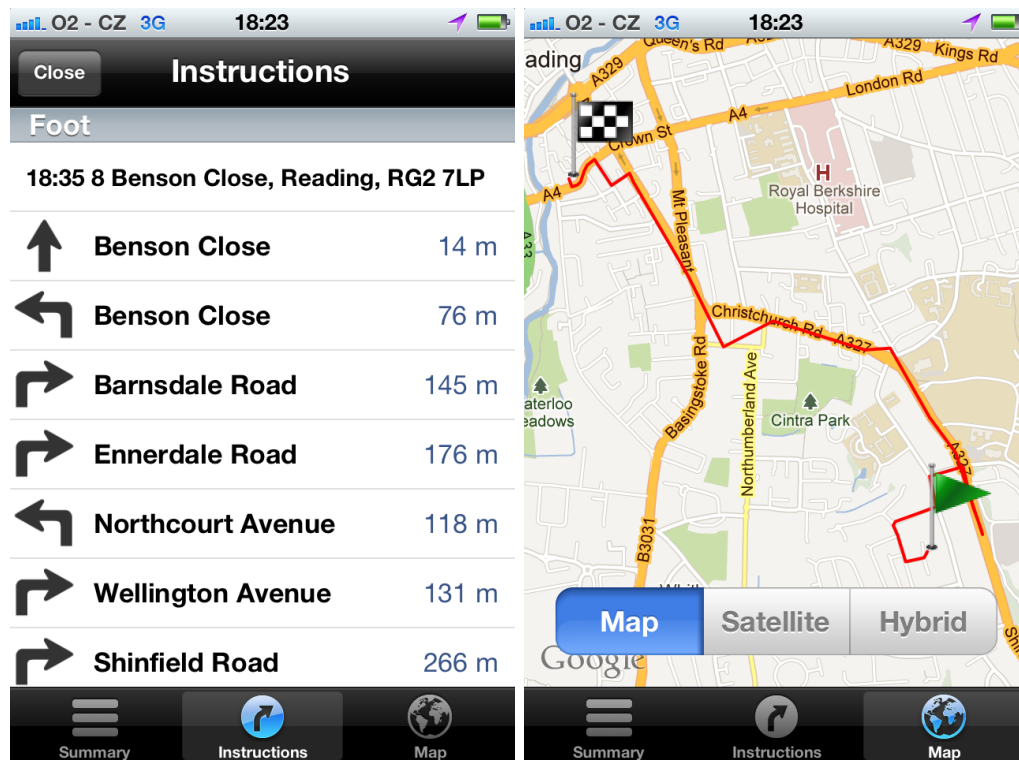 O2 - CZ 3G 18:23
Close Instructions
Foot
18:35 8 Benson Close, Reading, RG2 7LP
Benson Close 14 m
Benson Close 76 m
Barnsdale Road 145 m
Ennerdale Road 176 m
Northcourt Avenue 118 m
Wellington Avenue 131 m
Shinfield Road 266 m
Summary Instructions Map
O2 - CZ 3G 18:23
Queen's Rd
A329 Kings Rd
ading
A329
London Rd
A4
Crown St
H
Royal Berkshire
Hospital
A4
Mt Pleasant
A33
Christchurch Rd A327
Basingstoke Rd
Northumberland Ave
aterloo
eadows
Cintra Park
A327
B3031
Map Satellite Hybrid
Google
Summary Instructions Map